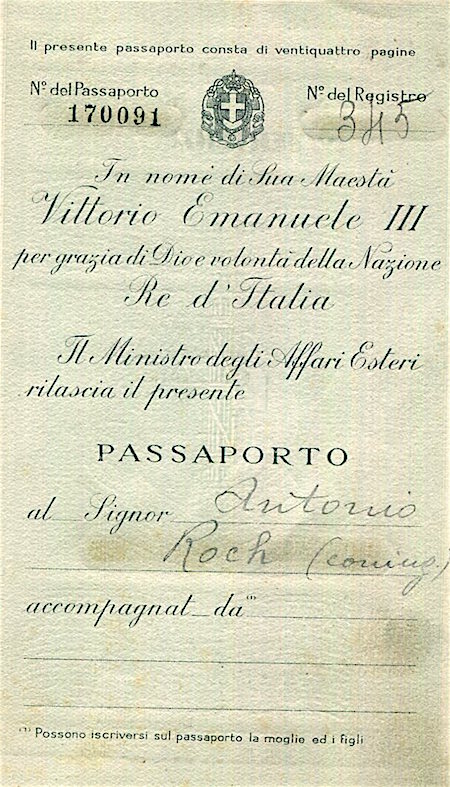 Il presente passaporto consta di ventiquattro pagine
N° del Passaporto
170091
N° del Registro
345
In nome di Sua Maestà
Vittorio Emanuele III
per grazia di Dio e volontà della Nazione
Re d'Italia
Il Ministro degli Affari Esteri
rilascia il presente
PASSAPORTO
al Signor Antonio
Roch (coniug.)
accompagnat da (1)
(1) Possono iscriversi sul passaporto la moglie ed i figli